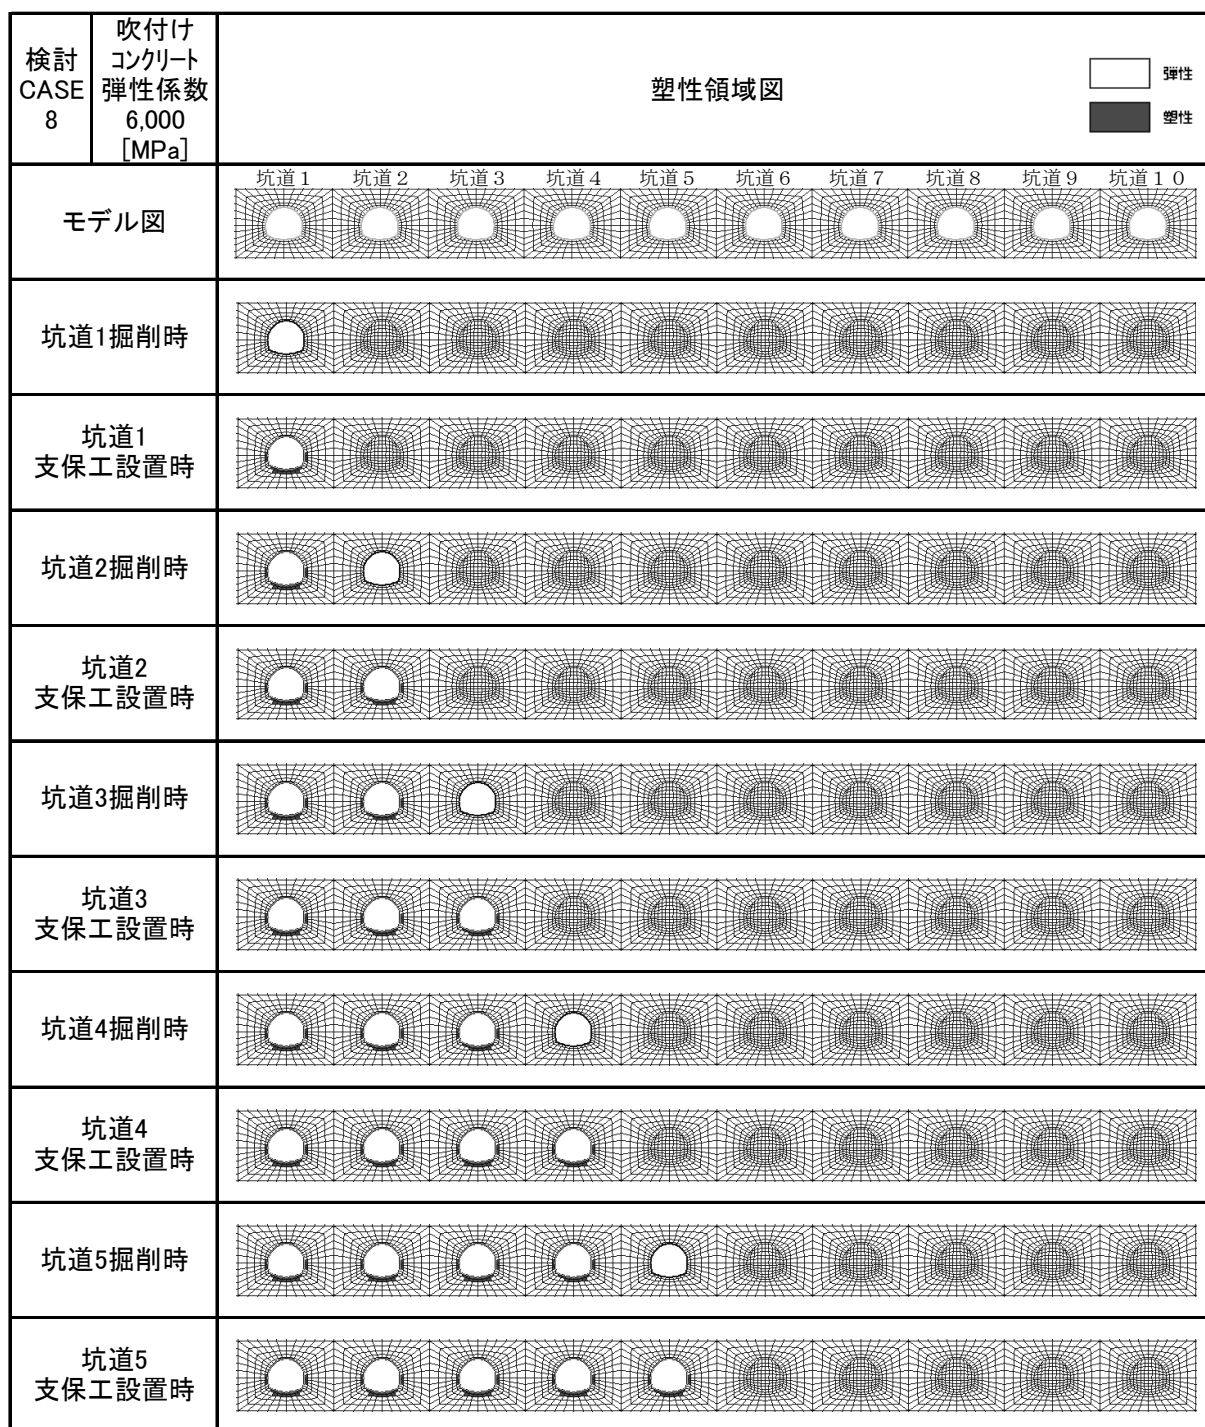 検討
CASE
8
吹付け
コンクリート
弾性係数
6,000
[MPa]
塑性領域図
弾性
塑性
モデル図
坑道１ 坑道２ 坑道３ 坑道４ 坑道５ 坑道６ 坑道７ 坑道８ 坑道９ 坑道１０
坑道1掘削時
坑道1
支保工設置時
坑道2掘削時
坑道2
支保工設置時
坑道3掘削時
坑道3
支保工設置時
坑道4掘削時
坑道4
支保工設置時
坑道5掘削時
坑道5
支保工設置時